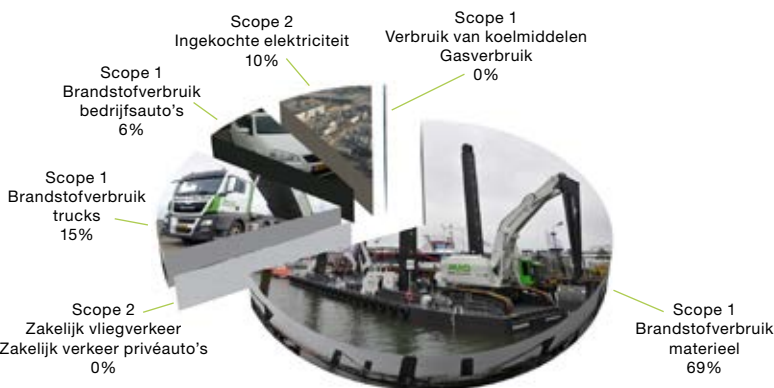 Scope 2
Ingekochte elektriciteit
10%
Scope 1
Verbruik van koelmiddelen
Gasverbruik
0%
Scope 1
Brandstofverbruik
bedrijfsauto's
6%
Scope 1
Brandstofverbruik
trucks
15%
Scope 2
Zakelijk vliegverkeer
Zakelijk verkeer privéauto's
0%
Scope 1
Brandstofverbruik
materieel
69%